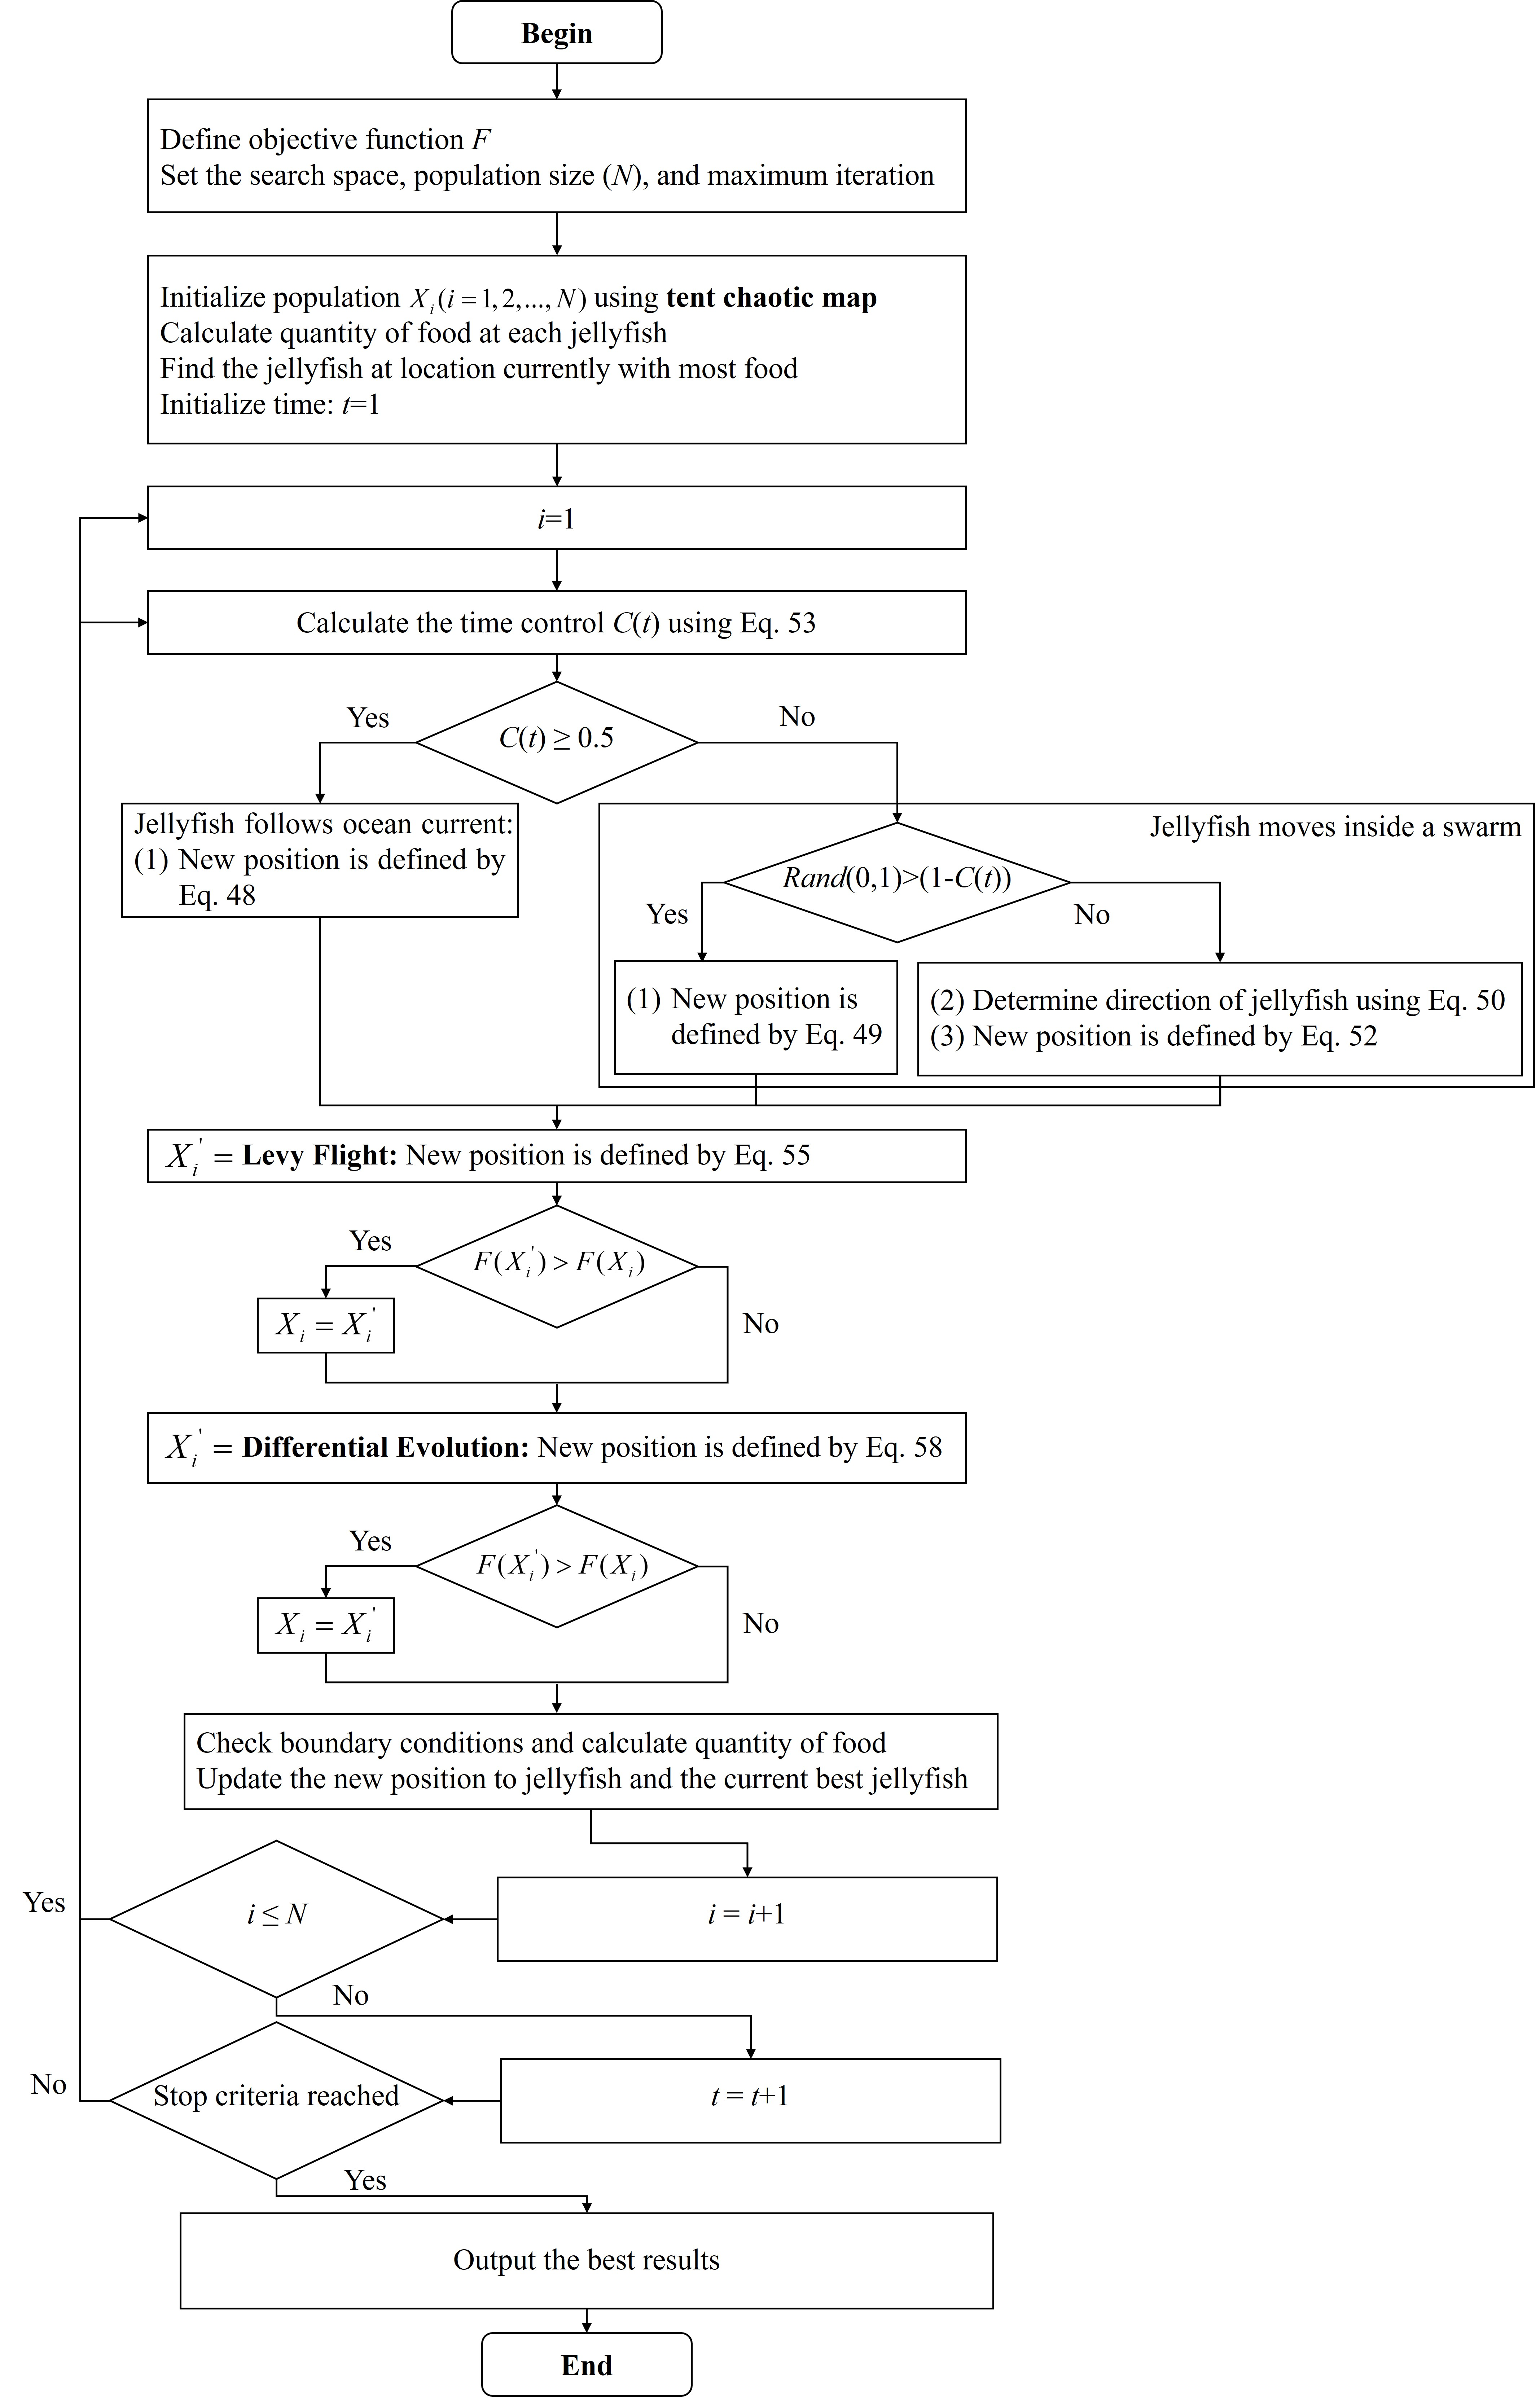 Begin
Define objective function F
Set the search space, population size (N), and maximum iteration
Initialize population X_i(i = 1, 2, ..., N) using tent chaotic map
Calculate quantity of food at each jellyfish
Find the jellyfish at location currently with most food
Initialize time: t=1
i=1
Calculate the time control C(t) using Eq. 53
Yes
C(t) ≥ 0.5
No
Jellyfish follows ocean current:
(1) New position is defined by
Eq. 48
Jellyfish moves inside a swarm
Rand(0,1)>(1-C(t))
Yes
No
(1) New position is
defined by Eq. 49
(2) Determine direction of jellyfish using Eq. 50
(3) New position is defined by Eq. 52
X_i' = Levy Flight: New position is defined by Eq. 55
Yes
F(X_i') > F(X_i)
No
X_i = X_i'
X_i' = Differential Evolution: New position is defined by Eq. 58
Yes
F(X_i') > F(X_i)
No
X_i = X_i'
Check boundary conditions and calculate quantity of food
Update the new position to jellyfish and the current best jellyfish
Yes
i ≤ N
i = i+1
No
No
Stop criteria reached
t = t+1
Yes
Output the best results
End